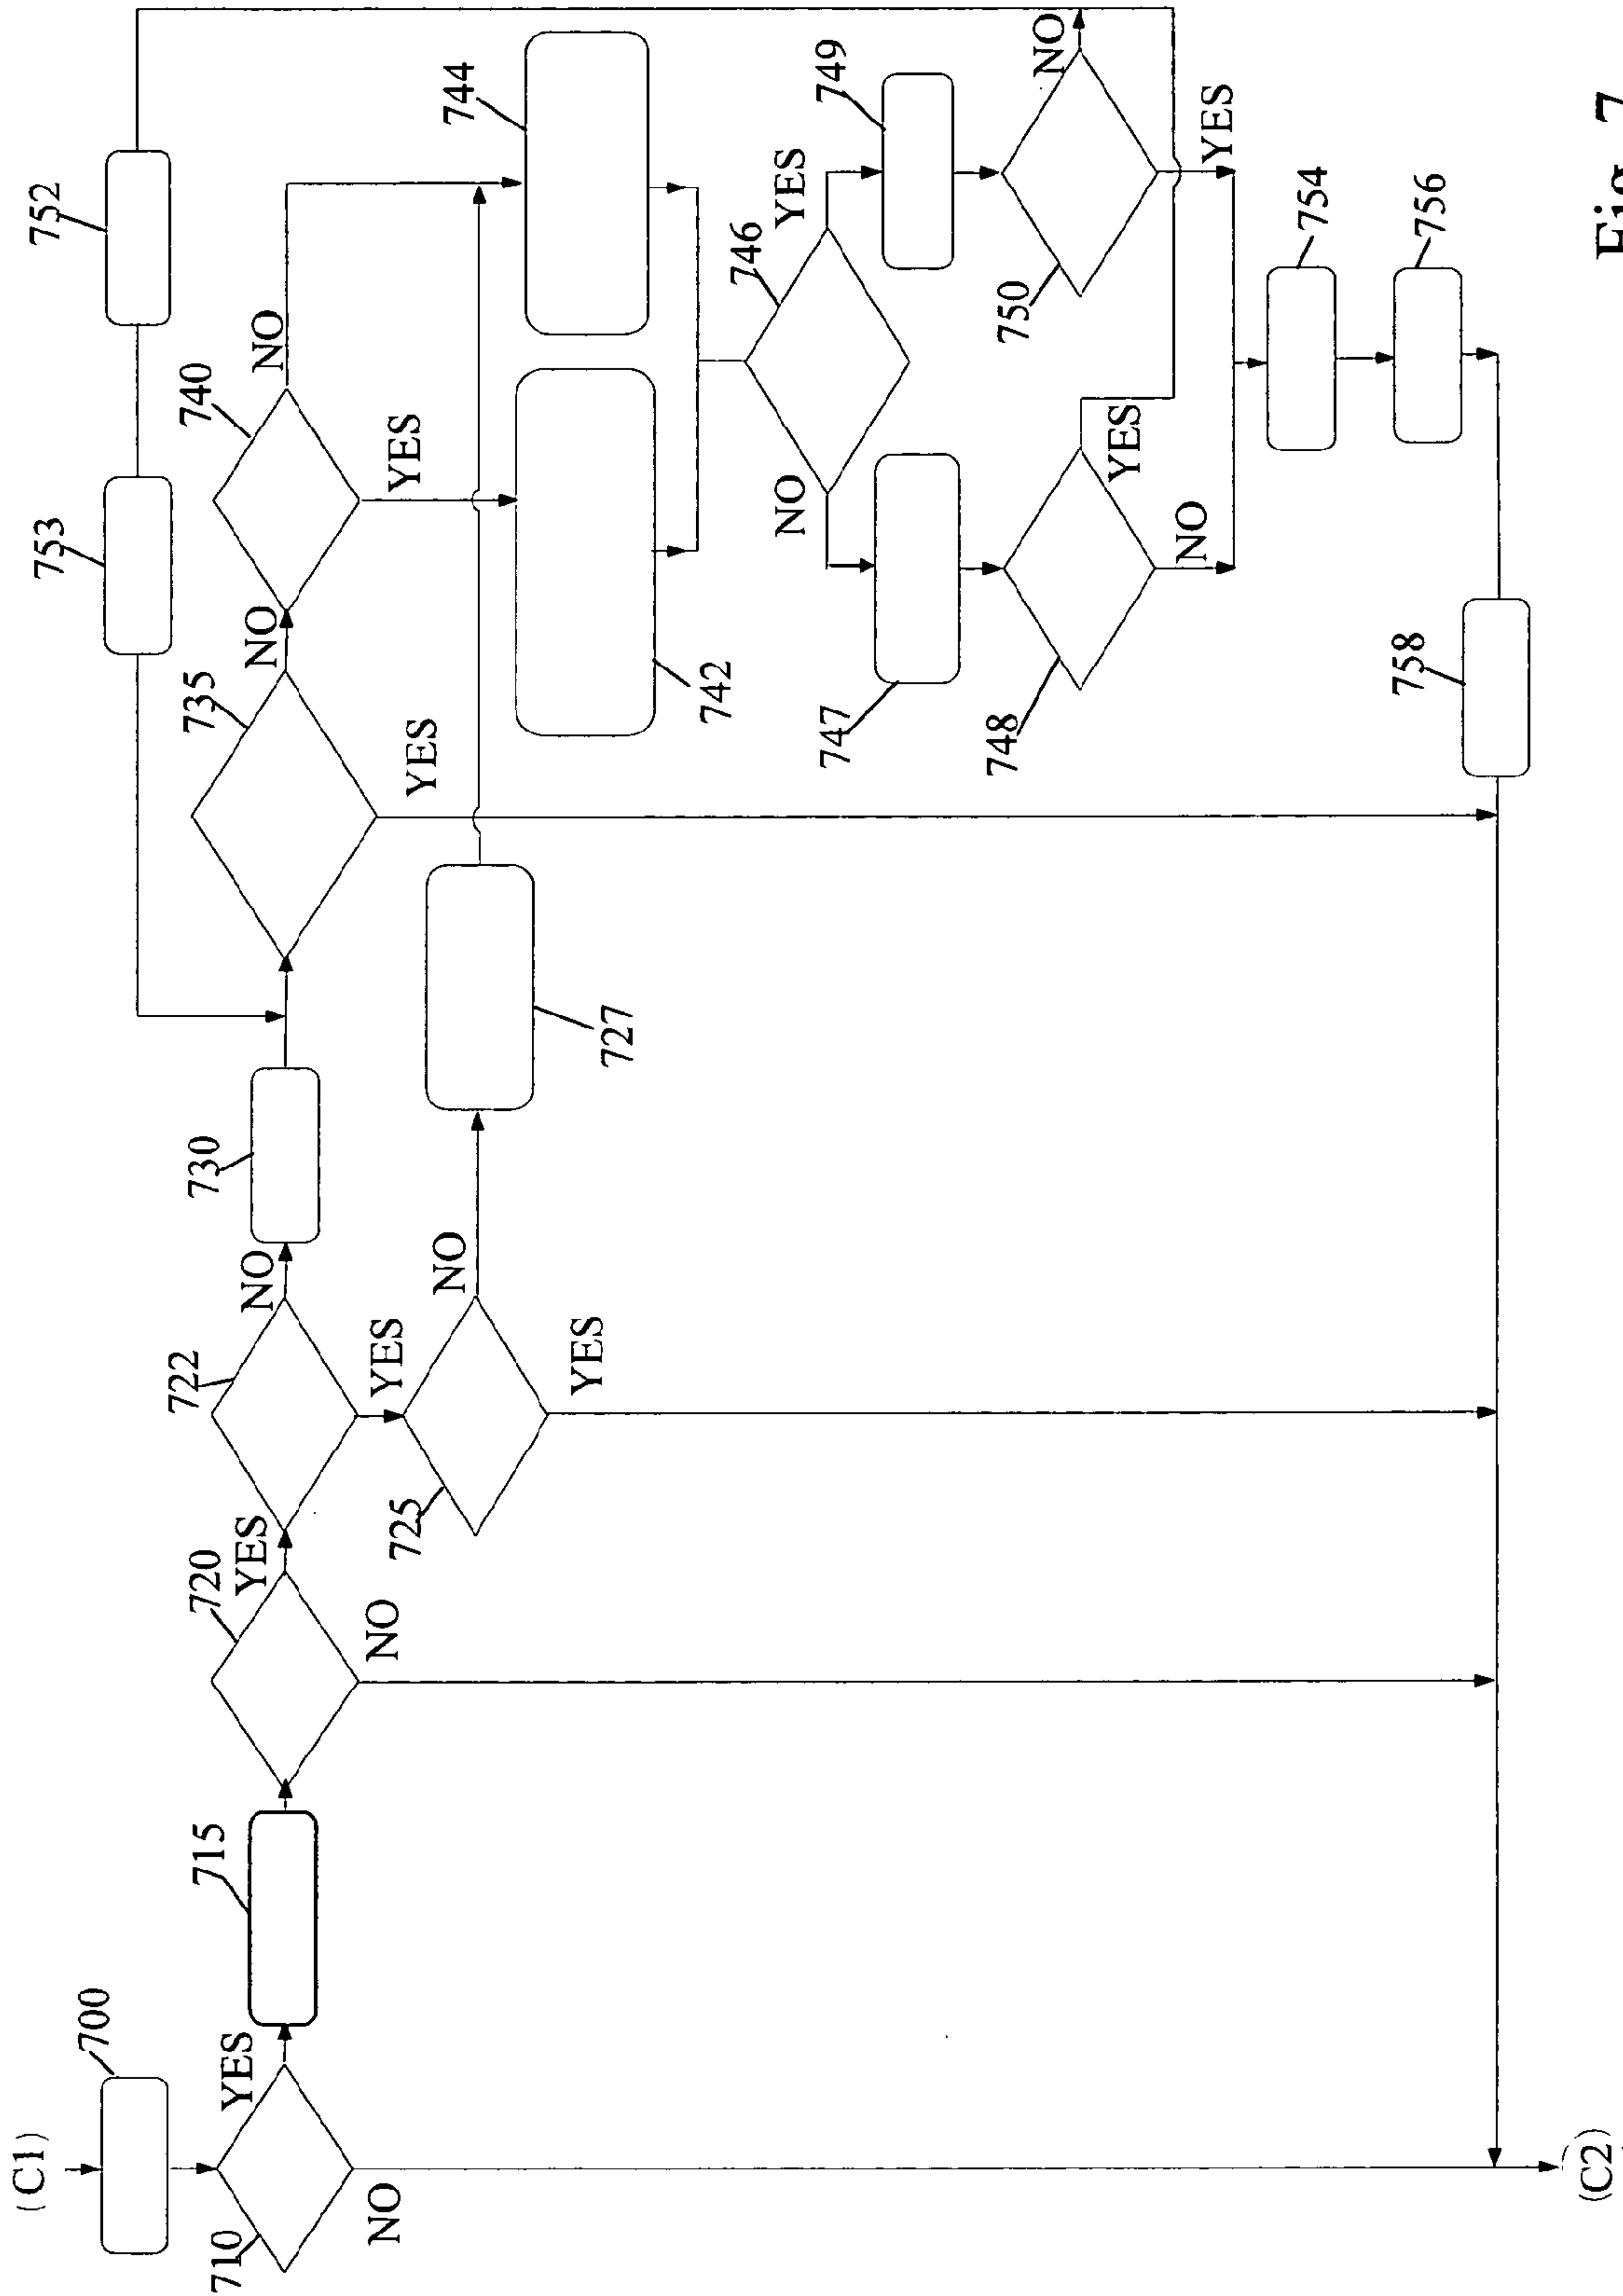 (C1)
700
710
YES
NO
715
720
YES
NO
722
NO
YES
725
NO
YES
730
727
735
NO
YES
753
752
740
NO
YES
742
744
746
NO
YES
747
749
748
YES
NO
750
NO
YES
754
756
758
(C2)
Fig. 7